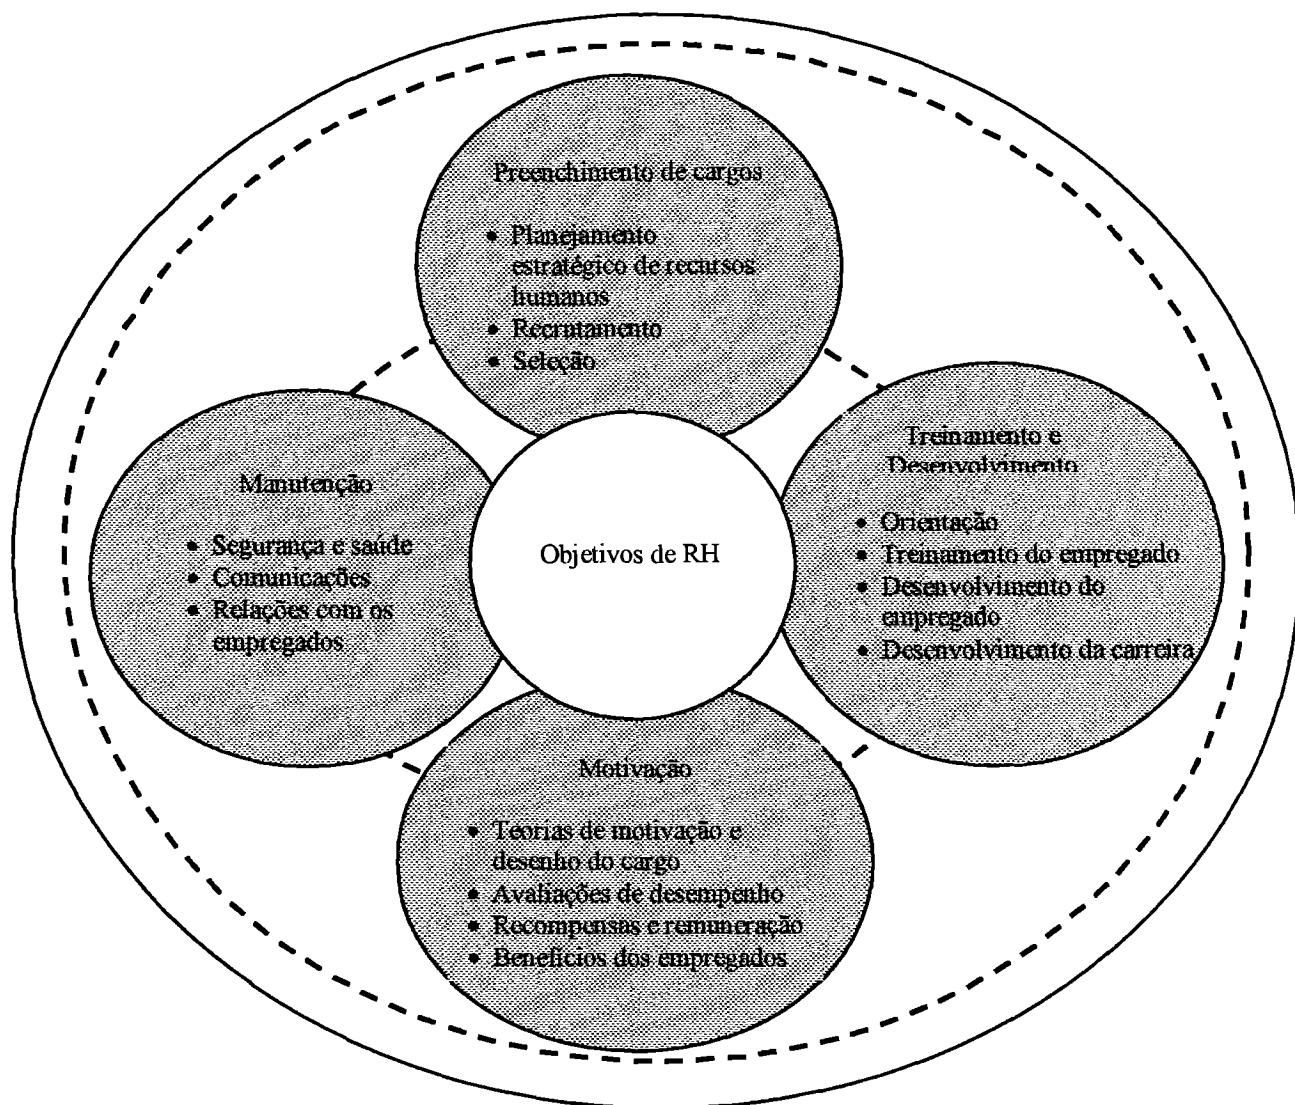 Preenchimento de cargos
• Planejamento
estratégico de recursos
humanos
• Recrutamento
• Seleção
Manutenção
• Segurança e saúde
• Comunicações
• Relações com os
empregados
Objetivos de RH
Treinamento e
Desenvolvimento
• Orientação
• Treinamento do empregado
• Desenvolvimento do
empregado
• Desenvolvimento da carreira
Motivação
• Teorias de motivação e
desenho do cargo
• Avaliações de desempenho
• Recompensas e remuneração
• Benefícios dos empregados